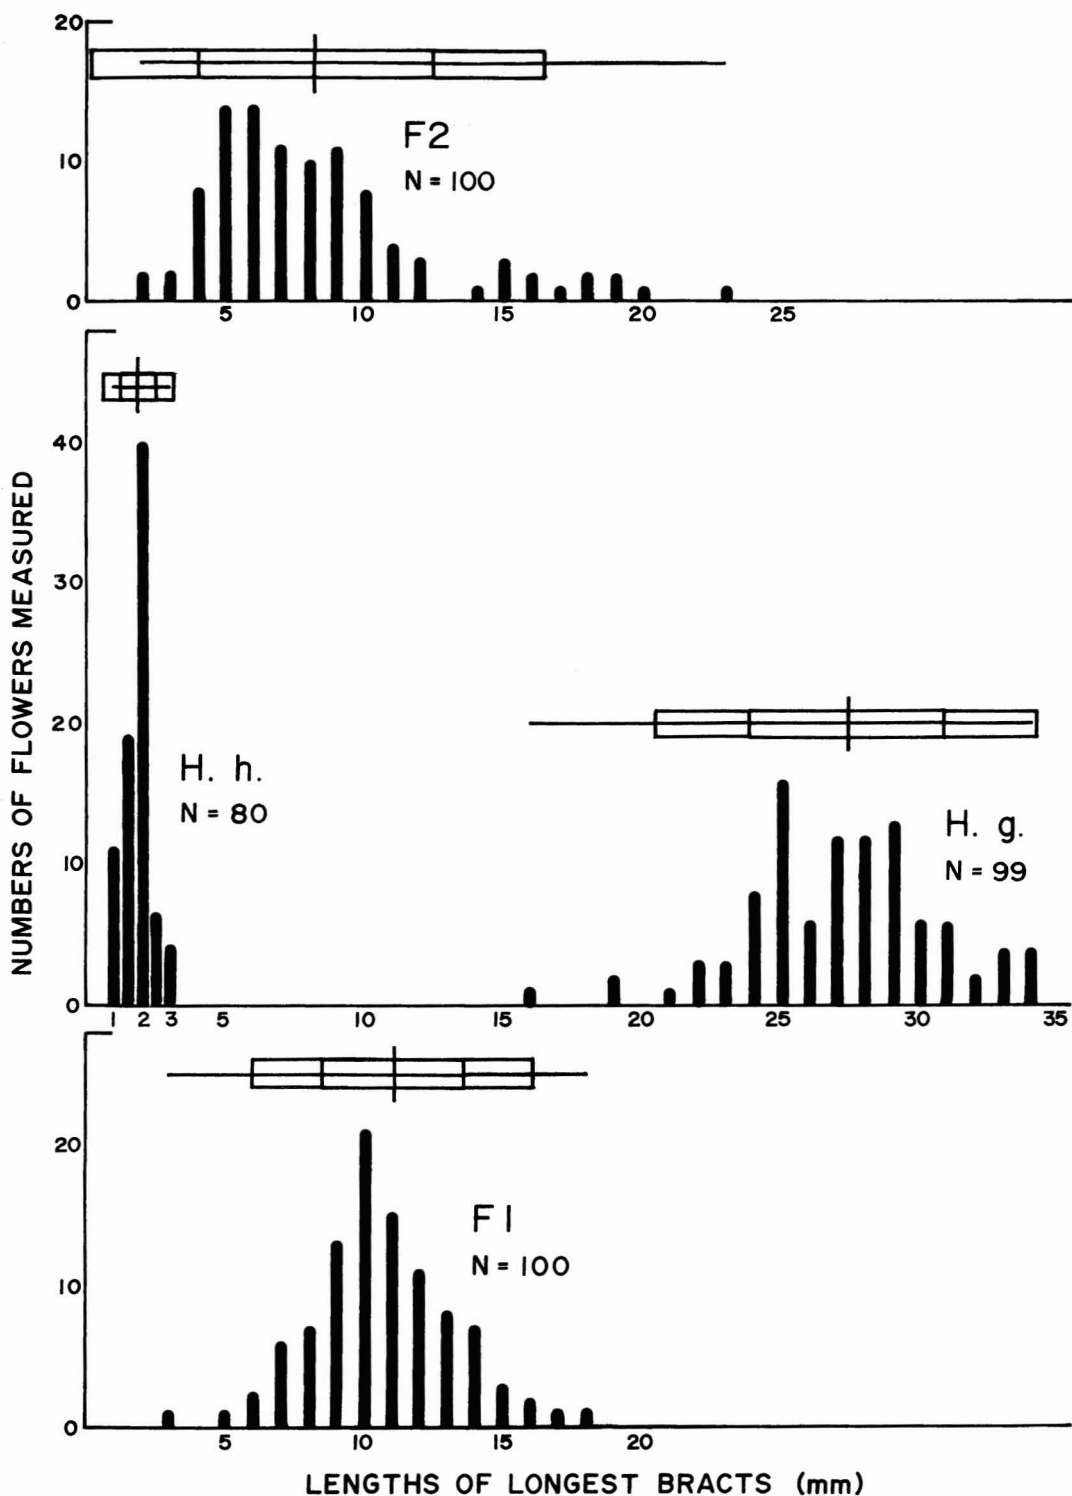 20
F2
N = 100
10
0
5 10 15 20 25
NUMBERS OF FLOWERS MEASURED
40
30
20
H. h.
N = 80
H. g.
N = 99
10
0
1 2 3 5 10 15 20 25 30 35
20
F1
N = 100
10
0
5 10 15 20
LENGTHS OF LONGEST BRACTS (mm)